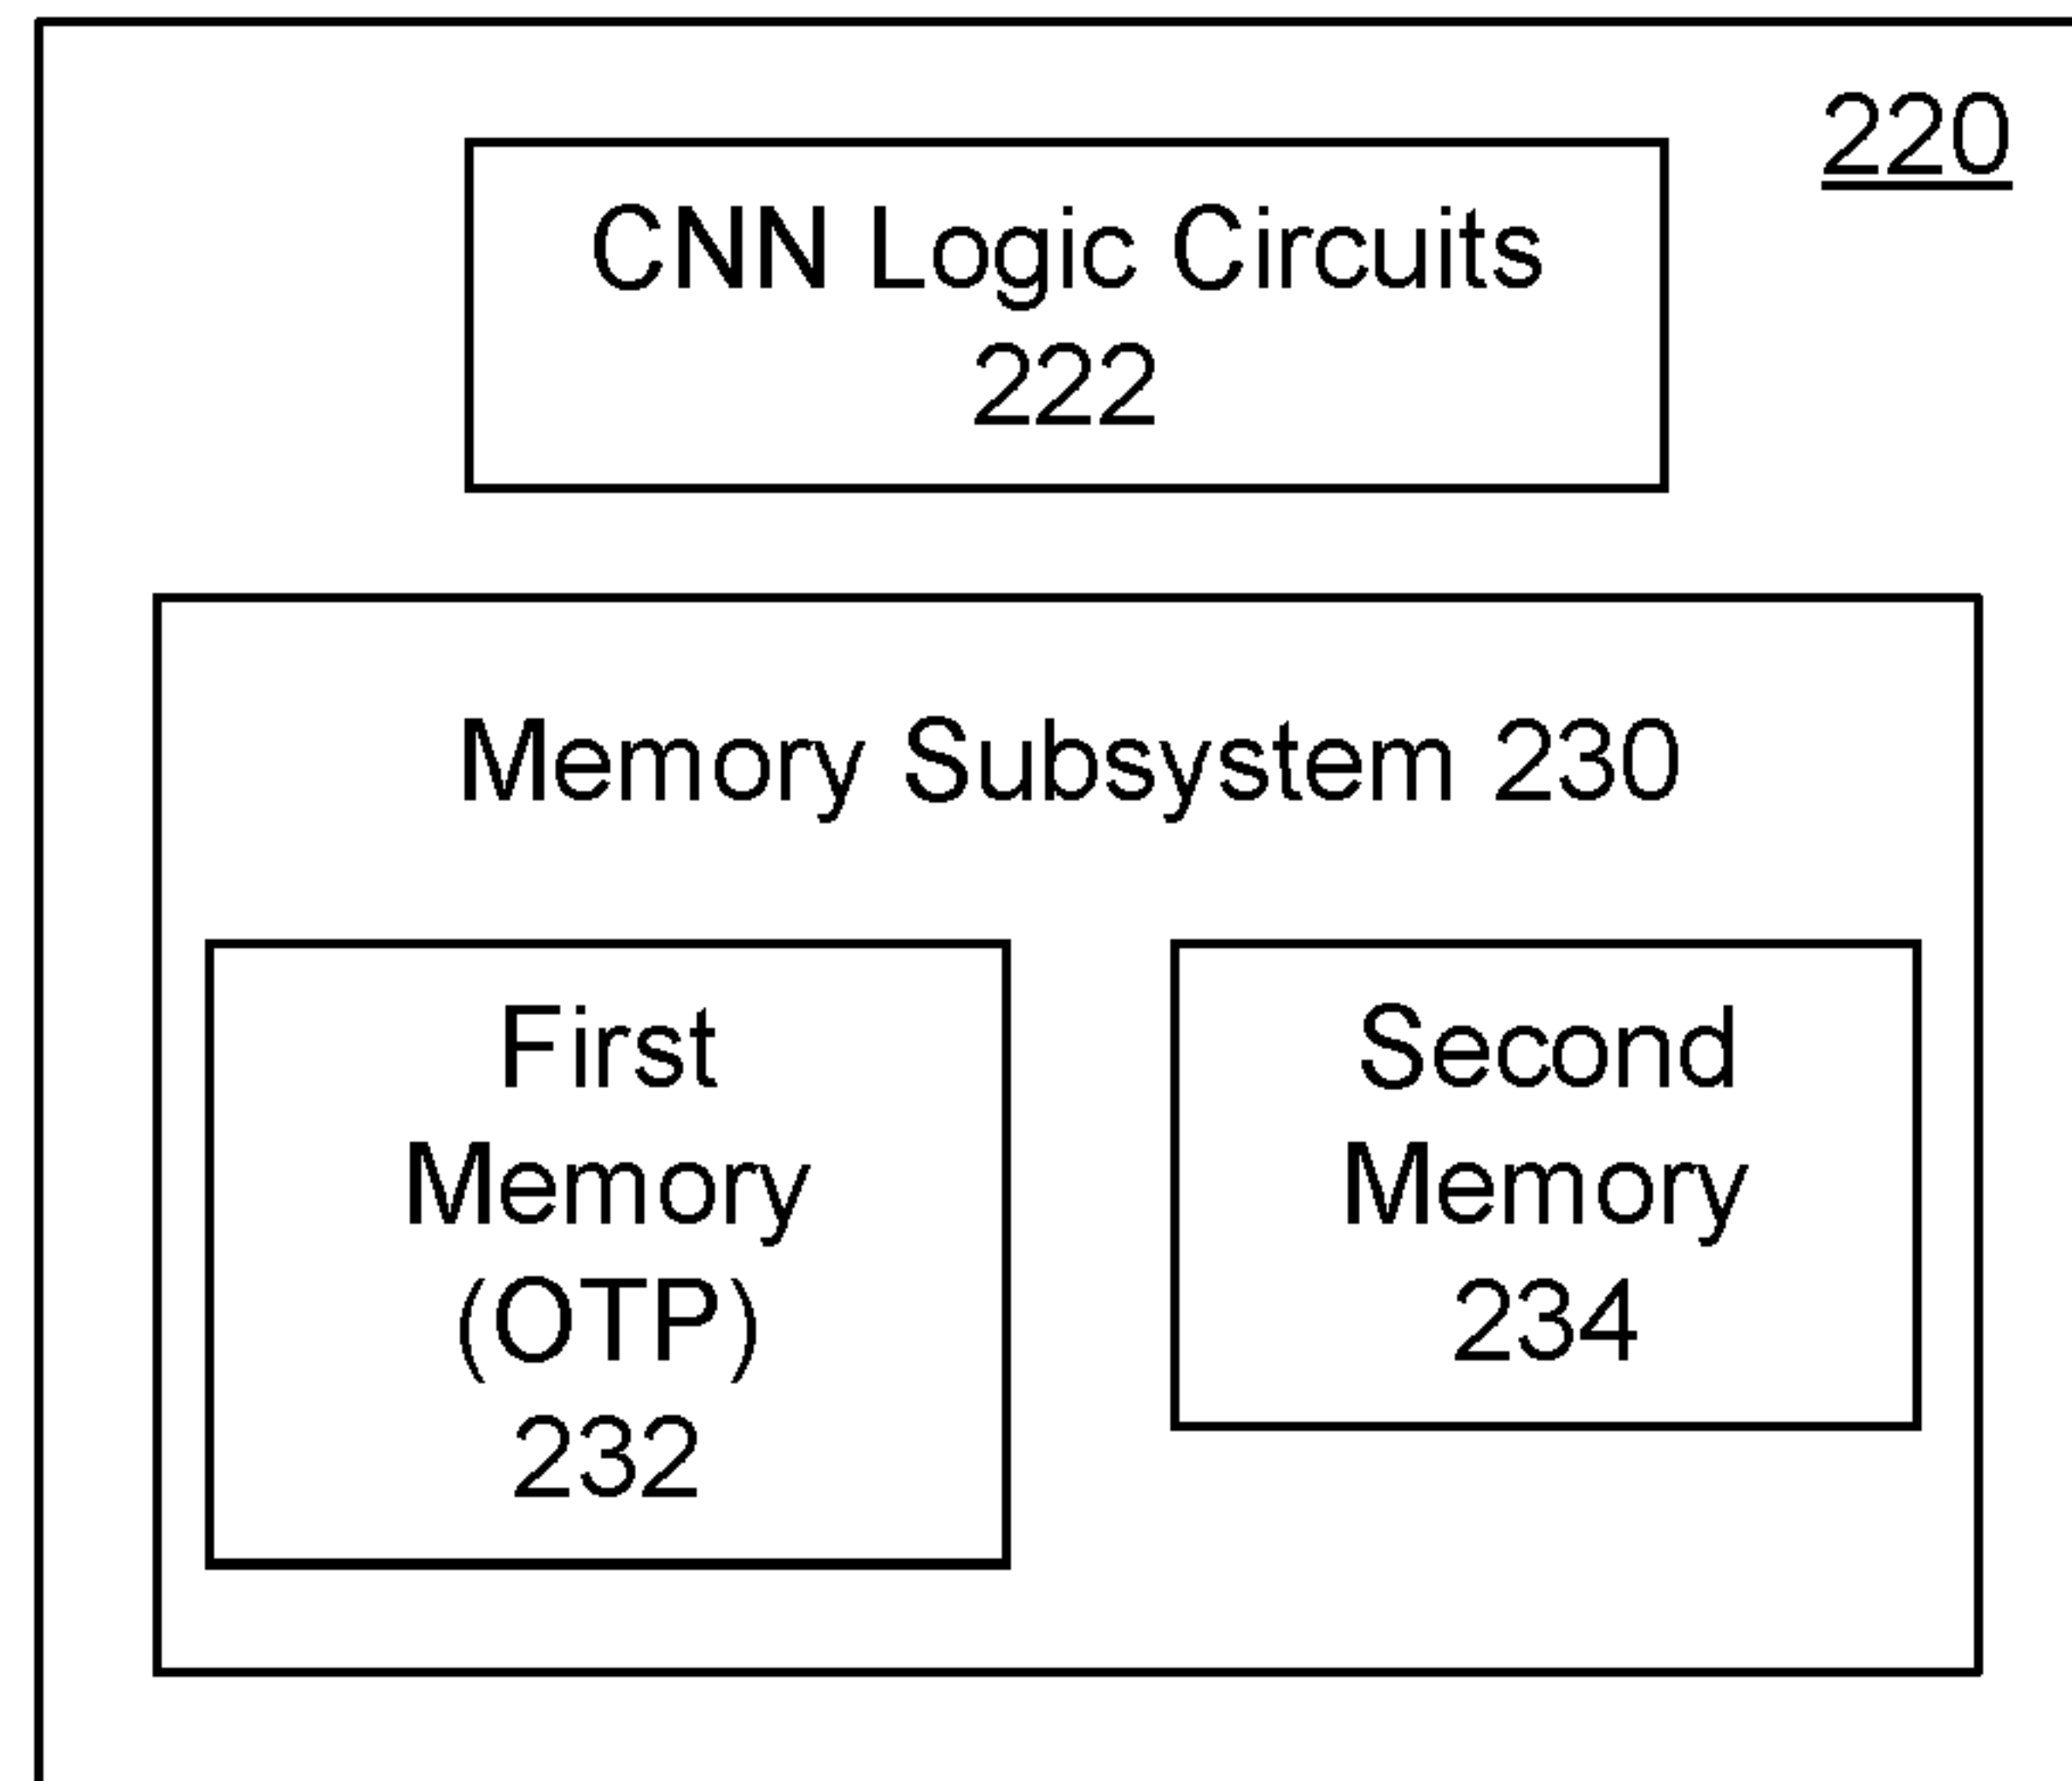 220
CNN Logic Circuits
222
Memory Subsystem 230
First
Memory
(OTP)
232
Second
Memory
234